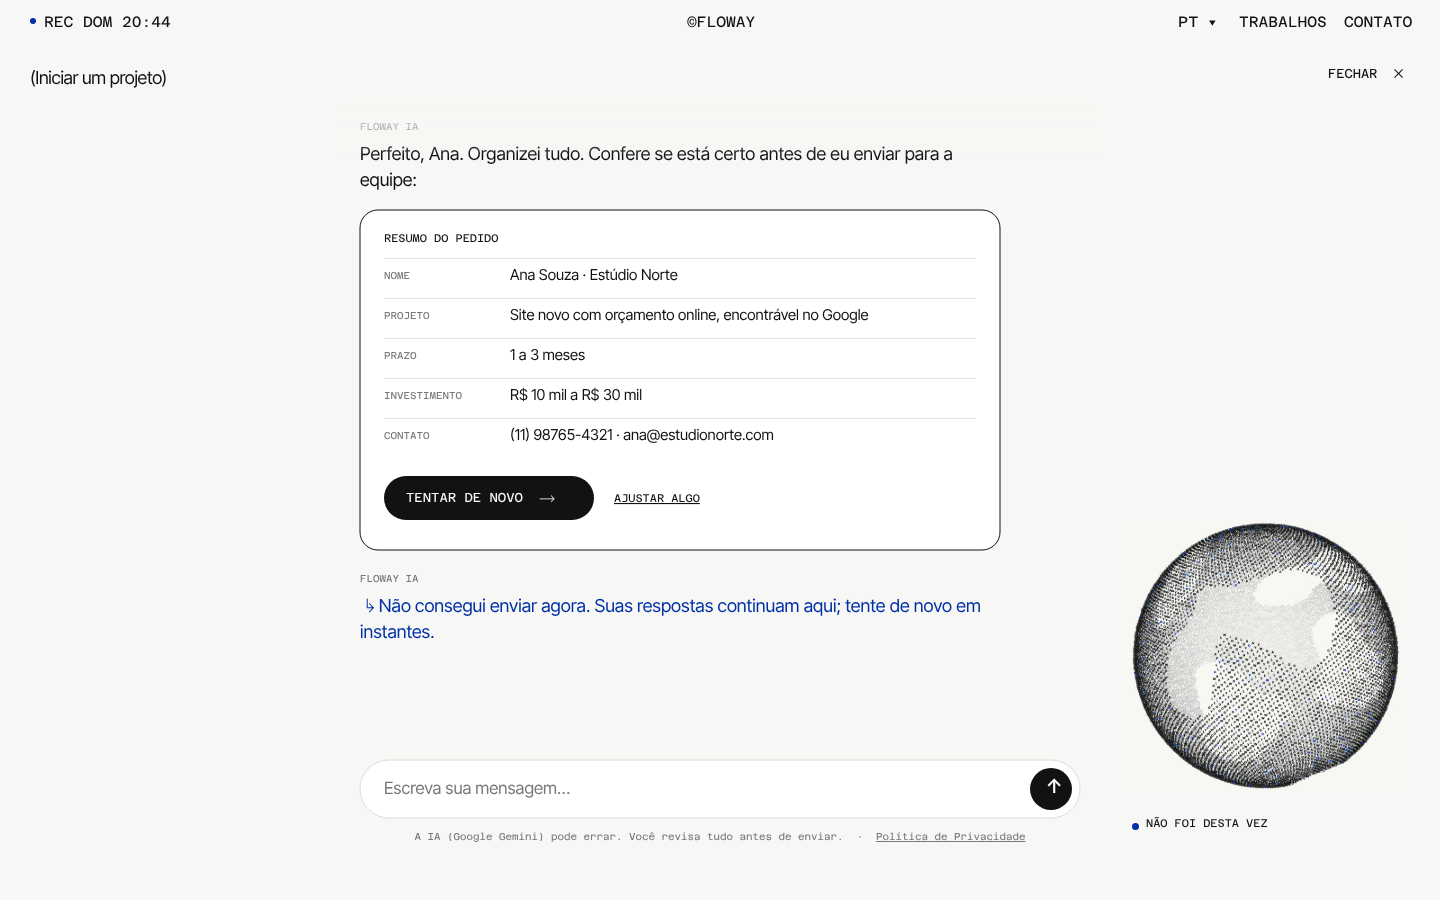 REC DOM 20:44
©FLOWAY
PT ▾ TRABALHOS CONTATO
(Iniciar um projeto)
FECHAR ×
FLOWAY IA
Perfeito, Ana. Organizei tudo. Confere se está certo antes de eu enviar para a
equipe:
RESUMO DO PEDIDO
NOME Ana Souza · Estúdio Norte
PROJETO Site novo com orçamento online, encontrável no Google
PRAZO 1 a 3 meses
INVESTIMENTO R$ 10 mil a R$ 30 mil
CONTATO (11) 98765-4321 · ana@estudionorte.com
TENTAR DE NOVO → AJUSTAR ALGO
FLOWAY IA
↳ Não consegui enviar agora. Suas respostas continuam aqui; tente de novo em
instantes.
Escreva sua mensagem...
A IA (Google Gemini) pode errar. Você revisa tudo antes de enviar. · Política de Privacidade
NÃO FOI DESTA VEZ